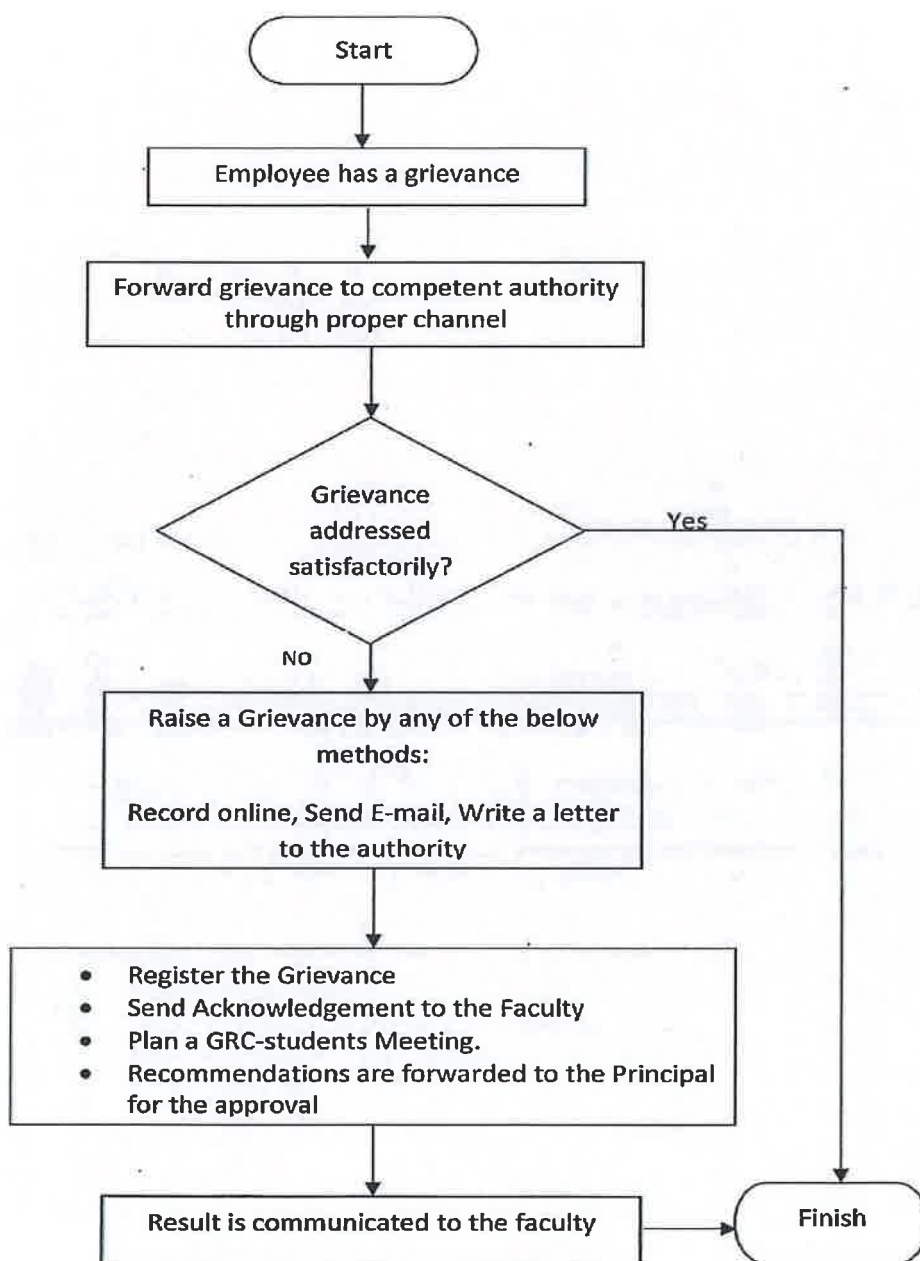 Start
Employee has a grievance
Forward grievance to competent authority
through proper channel
Grievance
addressed
satisfactorily?
Yes
No
Raise a Grievance by any of the below
methods:
Record online, Send E-mail, Write a letter
to the authority
• Register the Grievance
• Send Acknowledgement to the Faculty
• Plan a GRC-students Meeting.
• Recommendations are forwarded to the Principal
for the approval
Result is communicated to the faculty
Finish